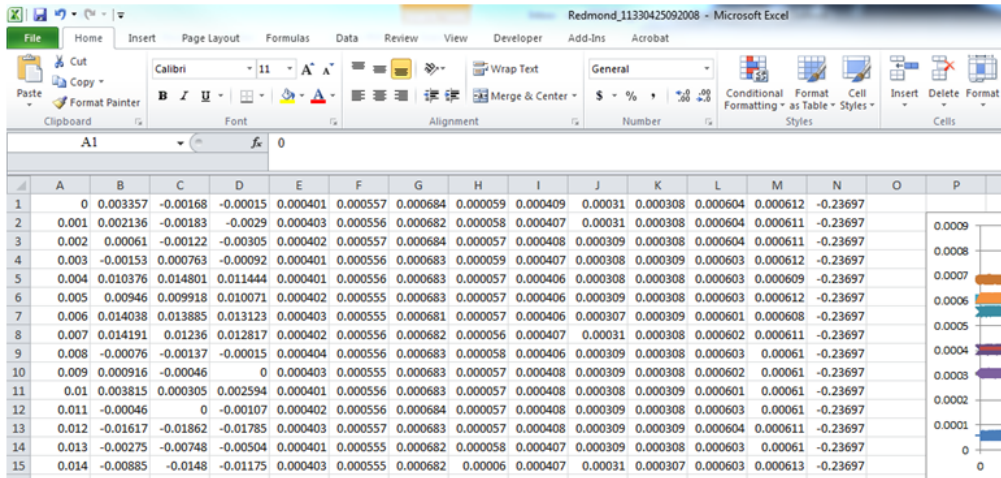 Redmond_11330425092008 - Microsoft Excel
File Home Insert Page Layout Formulas Data Review View Developer Add-Ins Acrobat
Cut Calibri 11 A A Wrap Text General
Copy
Paste Format Painter B I U A Merge & Center $ % , .0 .00 .00 .0 Conditional Formatting Format as Table Cell Styles Insert Delete Format
Clipboard Font Alignment Number Styles Cells
A1 fx 0
A B C D E F G H I J K L M N O P
1 0 0.003357 -0.00168 -0.00015 0.000401 0.000557 0.000684 0.000059 0.000409 0.00031 0.000308 0.000604 0.000612 -0.23697
2 0.001 0.002136 -0.00183 -0.0029 0.000403 0.000556 0.000682 0.000058 0.000407 0.00031 0.000308 0.000604 0.000611 -0.23697
3 0.002 0.00061 -0.00122 -0.00305 0.000402 0.000557 0.000684 0.000057 0.000408 0.000309 0.000308 0.000604 0.000611 -0.23697
4 0.003 -0.00153 0.000763 -0.00092 0.000401 0.000556 0.000683 0.000059 0.000407 0.000308 0.000309 0.000603 0.000612 -0.23697
5 0.004 0.010376 0.014801 0.011444 0.000401 0.000556 0.000683 0.000057 0.000406 0.000308 0.000308 0.000603 0.000609 -0.23697
6 0.005 0.00946 0.009918 0.010071 0.000402 0.000555 0.000683 0.000057 0.000406 0.000309 0.000308 0.000603 0.000612 -0.23697
7 0.006 0.014038 0.013885 0.013123 0.000403 0.000555 0.000681 0.000057 0.000406 0.000307 0.000309 0.000601 0.000608 -0.23697
8 0.007 0.014191 0.01236 0.012817 0.000402 0.000556 0.000682 0.000056 0.000407 0.00031 0.000308 0.000602 0.000611 -0.23697
9 0.008 -0.00076 -0.00137 -0.00015 0.000404 0.000556 0.000683 0.000058 0.000406 0.000309 0.000308 0.000603 0.00061 -0.23697
10 0.009 0.000916 -0.00046 0 0.000403 0.000555 0.000683 0.000057 0.000408 0.000309 0.000308 0.000602 0.00061 -0.23697
11 0.01 0.003815 0.000305 0.002594 0.000401 0.000556 0.000683 0.000057 0.000408 0.000309 0.000309 0.000601 0.00061 -0.23697
12 0.011 -0.00046 0 -0.00107 0.000402 0.000556 0.000684 0.000057 0.000408 0.000309 0.000308 0.000603 0.00061 -0.23697
13 0.012 -0.01617 -0.01862 -0.01785 0.000403 0.000557 0.000683 0.000057 0.000408 0.000309 0.000309 0.000604 0.000611 -0.23697
14 0.013 -0.00275 -0.00748 -0.00504 0.000401 0.000555 0.000682 0.000058 0.000407 0.000309 0.000308 0.000603 0.00061 -0.23697
15 0.014 -0.00885 -0.0148 -0.01175 0.000403 0.000555 0.000682 0.00006 0.000407 0.00031 0.000307 0.000603 0.000613 -0.23697
0.0009
0.0008
0.0007
0.0006
0.0005
0.0004
0.0003
0.0002
0.0001
0
0